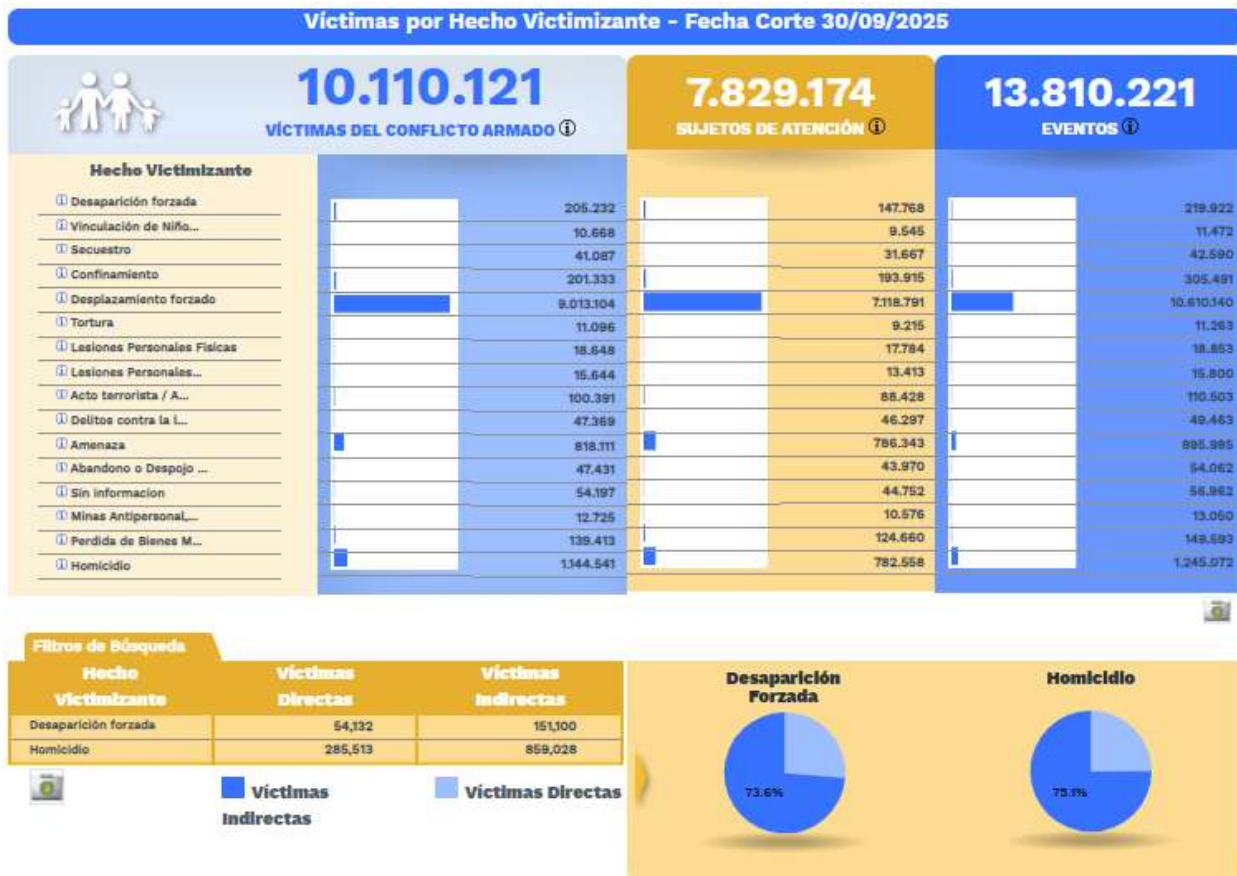 Víctimas por Hecho Victimizante - Fecha Corte 30/09/2025
10.110.121
VÍCTIMAS DEL CONFLICTO ARMADO
7.829.174
SUJETOS DE ATENCIÓN
13.810.221
EVENTOS
Hecho Victimizante
Desaparición forzada 205.232 147.768 219.922
Vinculación de Niño... 10.668 9.545 11.472
Secuestro 41.087 31.667 42.590
Confinamiento 201.333 193.915 305.491
Desplazamiento forzado 9.013.104 7.118.791 10.610.140
Tortura 11.096 9.215 11.263
Lesiones Personales Fisicas 18.648 17.784 18.853
Lesiones Personales... 15.644 13.413 15.800
Acto terrorista / A... 100.391 88.428 110.503
Delitos contra la l... 47.369 46.297 49.463
Amenaza 818.111 786.343 895.985
Abandono o Despojo ... 47.431 43.970 54.062
Sin informacion 54.197 44.752 56.962
Minas Antipersonal,... 12.725 10.576 13.050
Perdida de Bienes M... 139.413 124.660 149.593
Homicidio 1.144.541 782.558 1.245.072
Filtros de Búsqueda
Hecho Victimizante Víctimas Directas Víctimas Indirectas
Desaparición forzada 54,132 151,100
Homicidio 285,513 859,028
Víctimas Indirectas
Víctimas Directas
Desaparición
Forzada
73.6%
Homicidio
75.1%